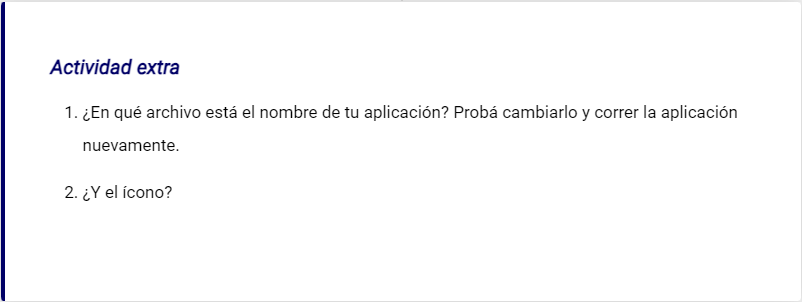 Actividad extra
1. ¿En qué archivo está el nombre de tu aplicación? Probá cambiarlo y correr la aplicación
nuevamente.
2. ¿Y el ícono?